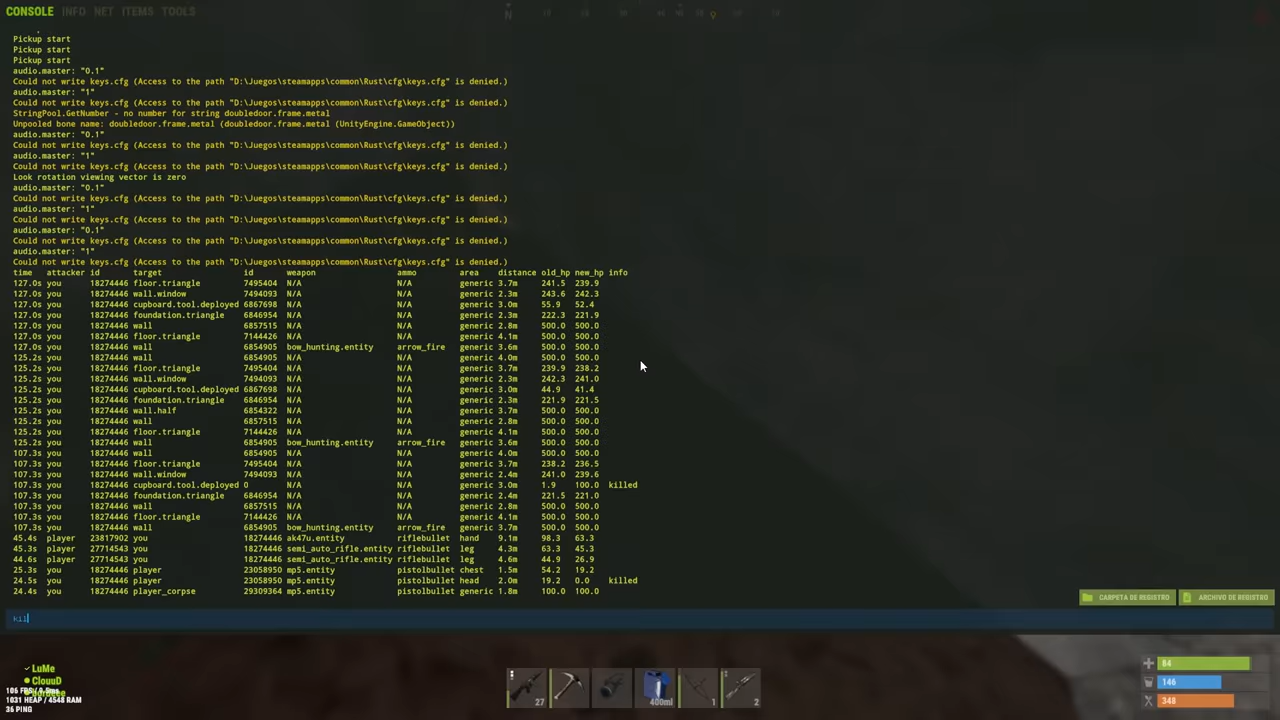 CONSOLE INFO NET ITEMS TOOLS
N
Pickup start
Pickup start
Pickup start
audio.master: "0.1"
Could not write keys.cfg (Access to the path "D:\Juegos\steamapps\common\Rust\cfg\keys.cfg" is denied.)
audio.master: "1"
Could not write keys.cfg (Access to the path "D:\Juegos\steamapps\common\Rust\cfg\keys.cfg" is denied.)
StringPool.GetNumber - no number for string doubledoor.frame.metal
Unpooled bone name: doubledoor.frame.metal (doubledoor.frame.metal (UnityEngine.GameObject))
audio.master: "0.1"
Could not write keys.cfg (Access to the path "D:\Juegos\steamapps\common\Rust\cfg\keys.cfg" is denied.)
audio.master: "1"
Could not write keys.cfg (Access to the path "D:\Juegos\steamapps\common\Rust\cfg\keys.cfg" is denied.)
Look rotation viewing vector is zero
audio.master: "0.1"
Could not write keys.cfg (Access to the path "D:\Juegos\steamapps\common\Rust\cfg\keys.cfg" is denied.)
audio.master: "1"
Could not write keys.cfg (Access to the path "D:\Juegos\steamapps\common\Rust\cfg\keys.cfg" is denied.)
audio.master: "0.1"
Could not write keys.cfg (Access to the path "D:\Juegos\steamapps\common\Rust\cfg\keys.cfg" is denied.)
audio.master: "1"
Could not write keys.cfg (Access to the path "D:\Juegos\steamapps\common\Rust\cfg\keys.cfg" is denied.)
time attacker id target id weapon ammo area distance old_hp new_hp info
127.0s you 18274446 floor.triangle 7495404 N/A N/A generic 3.7m 241.5 239.9
127.0s you 18274446 wall.window 7494093 N/A N/A generic 2.3m 243.6 242.3
127.0s you 18274446 cupboard.tool.deployed 6867698 N/A N/A generic 3.0m 55.9 52.4
127.0s you 18274446 foundation.triangle 6846954 N/A N/A generic 2.3m 222.3 221.9
127.0s you 18274446 wall 6857515 N/A N/A generic 2.8m 500.0 500.0
127.0s you 18274446 floor.triangle 7144426 N/A N/A generic 4.1m 500.0 500.0
127.0s you 18274446 wall 6854905 bow_hunting.entity arrow_fire generic 3.6m 500.0 500.0
125.2s you 18274446 wall 6854905 N/A N/A generic 4.0m 500.0 500.0
125.2s you 18274446 floor.triangle 7495404 N/A N/A generic 3.7m 239.9 238.2
125.2s you 18274446 wall.window 7494093 N/A N/A generic 2.3m 242.3 241.0
125.2s you 18274446 cupboard.tool.deployed 6867698 N/A N/A generic 3.0m 44.9 41.4
125.2s you 18274446 foundation.triangle 6846954 N/A N/A generic 2.3m 221.9 221.5
125.2s you 18274446 wall.half 6854322 N/A N/A generic 3.7m 500.0 500.0
125.2s you 18274446 wall 6857515 N/A N/A generic 2.8m 500.0 500.0
125.2s you 18274446 floor.triangle 7144426 N/A N/A generic 4.1m 500.0 500.0
125.2s you 18274446 wall 6854905 bow_hunting.entity arrow_fire generic 3.6m 500.0 500.0
107.3s you 18274446 wall 6854905 N/A N/A generic 4.0m 500.0 500.0
107.3s you 18274446 floor.triangle 7495404 N/A N/A generic 3.7m 238.2 236.5
107.3s you 18274446 wall.window 7494093 N/A N/A generic 2.4m 241.0 239.6
107.3s you 18274446 cupboard.tool.deployed 0 N/A N/A generic 3.0m 1.9 100.0 killed
107.3s you 18274446 foundation.triangle 6846954 N/A N/A generic 2.4m 221.5 221.0
107.3s you 18274446 wall 6857515 N/A N/A generic 2.8m 500.0 500.0
107.3s you 18274446 floor.triangle 7144426 N/A N/A generic 4.1m 500.0 500.0
107.3s you 18274446 wall 6854905 bow_hunting.entity arrow_fire generic 3.7m 500.0 500.0
45.4s player 23817902 you 18274446 ak47u.entity riflebullet hand 9.1m 98.3 63.3
45.3s player 27714543 you 18274446 semi_auto_rifle.entity riflebullet leg 4.3m 63.3 45.3
44.6s player 27714543 you 18274446 semi_auto_rifle.entity riflebullet leg 4.6m 44.9 26.9
25.3s you 18274446 player 23058950 mp5.entity pistolbullet chest 1.5m 54.2 19.2
24.5s you 18274446 player 23058950 mp5.entity pistolbullet head 2.0m 19.2 0.0 killed
24.4s you 18274446 player_corpse 29309364 mp5.entity pistolbullet generic 1.8m 100.0 100.0
CARPETA DE REGISTRO ARCHIVO DE REGISTRO
kil
LuMe
ClouuD
1031 HEAP / 4548 RAM
36 PING
27 400ml 1 2
84
146
348